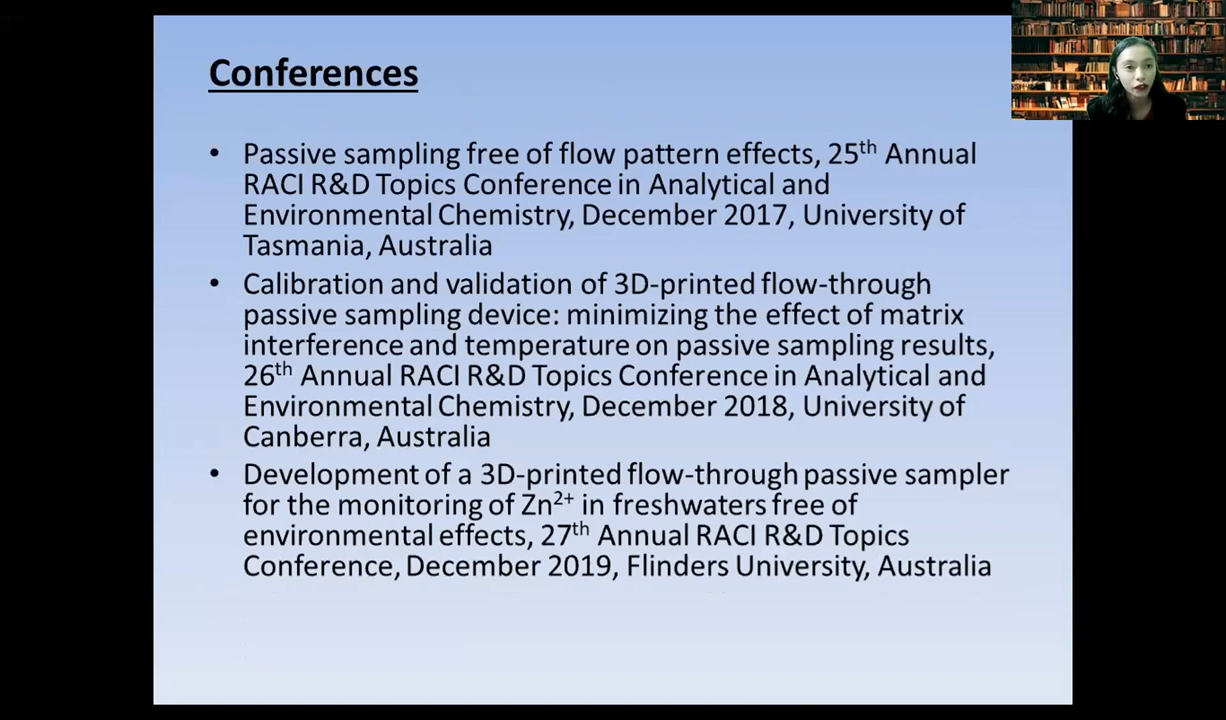 Conferences
• Passive sampling free of flow pattern effects, 25th Annual
RACI R&D Topics Conference in Analytical and
Environmental Chemistry, December 2017, University of
Tasmania, Australia
• Calibration and validation of 3D-printed flow-through
passive sampling device: minimizing the effect of matrix
interference and temperature on passive sampling results,
26th Annual RACI R&D Topics Conference in Analytical and
Environmental Chemistry, December 2018, University of
Canberra, Australia
• Development of a 3D-printed flow-through passive sampler
for the monitoring of Zn2+ in freshwaters free of
environmental effects, 27th Annual RACI R&D Topics
Conference, December 2019, Flinders University, Australia